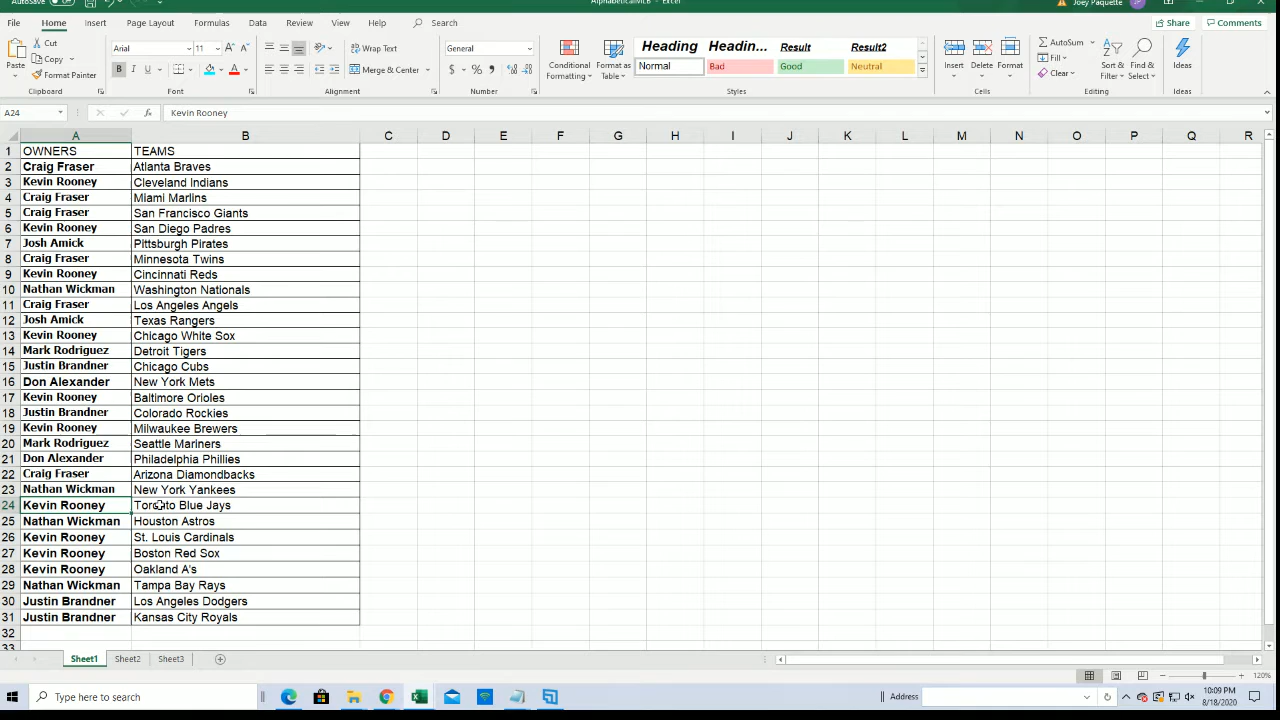 AutoSave Off AlphabeticalMLB - Excel Joey Paquette
File Home Insert Page Layout Formulas Data Review View Help Search Share Comments
Paste Cut Copy Format Painter Clipboard
Arial 11 B I U Font
Wrap Text Merge & Center Alignment
General $ % Number
Conditional Formatting Format as Table
Heading Headin... Result Result2
Normal Bad Good Neutral
Styles
Insert Delete Format Cells
AutoSum Fill Clear Sort & Filter Find & Select Editing
Ideas Ideas
A24 fx Kevin Rooney
A B C D E F G H I J K L M N O P Q R
1 OWNERS TEAMS
2 Craig Fraser Atlanta Braves
3 Kevin Rooney Cleveland Indians
4 Craig Fraser Miami Marlins
5 Craig Fraser San Francisco Giants
6 Kevin Rooney San Diego Padres
7 Josh Amick Pittsburgh Pirates
8 Craig Fraser Minnesota Twins
9 Kevin Rooney Cincinnati Reds
10 Nathan Wickman Washington Nationals
11 Craig Fraser Los Angeles Angels
12 Josh Amick Texas Rangers
13 Kevin Rooney Chicago White Sox
14 Mark Rodriguez Detroit Tigers
15 Justin Brandner Chicago Cubs
16 Don Alexander New York Mets
17 Kevin Rooney Baltimore Orioles
18 Justin Brandner Colorado Rockies
19 Kevin Rooney Milwaukee Brewers
20 Mark Rodriguez Seattle Mariners
21 Don Alexander Philadelphia Phillies
22 Craig Fraser Arizona Diamondbacks
23 Nathan Wickman New York Yankees
24 Kevin Rooney Toronto Blue Jays
25 Nathan Wickman Houston Astros
26 Kevin Rooney St. Louis Cardinals
27 Kevin Rooney Boston Red Sox
28 Kevin Rooney Oakland A's
29 Nathan Wickman Tampa Bay Rays
30 Justin Brandner Los Angeles Dodgers
31 Justin Brandner Kansas City Royals
32
33
Sheet1 Sheet2 Sheet3
120%
Type here to search Address 10:09 PM
8/18/2020